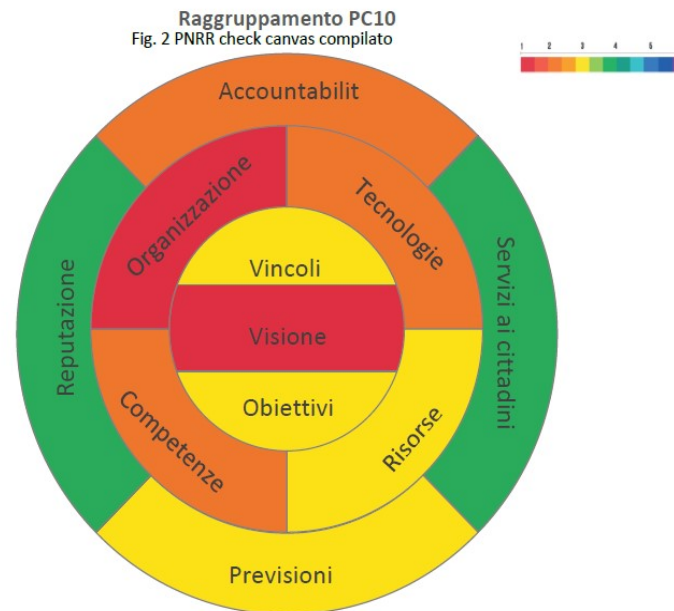 Raggruppamento PC10
Fig. 2 PNRR check canvas compilato
1 2 3 4 5
Accountabilit
Organizzazione
Tecnologie
Vincoli
Reputazione
Visione
Servizi ai cittadini
Obiettivi
Competenze
Risorse
Previsioni